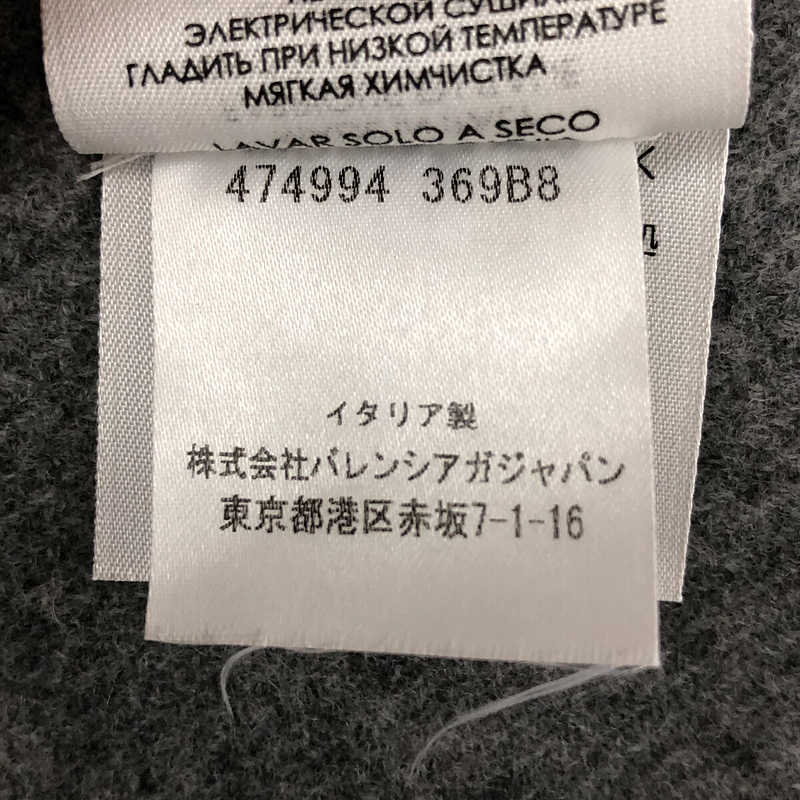 ЭЛЕКТРИЧЕСКОЙ
ГЛАДИТЬ ПРИ НИЗКОЙ ТЕМПЕРАТУРЕ
МЯГКАЯ ХИМЧИСТКА
LAVAR SOLO A SECO
474994 369B8
イタリア製
株式会社バレンシアガジャパン
東京都港区赤坂7-1-16